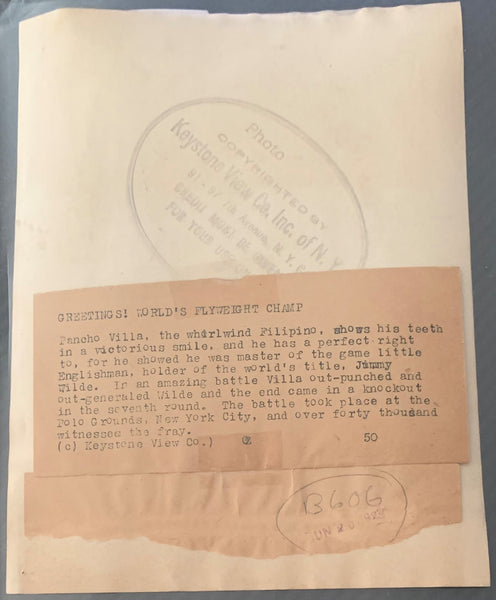 Photo
COPYRIGHTED BY
Keystone View Co. Inc. of N. Y.
Avenue, N. Y. C.
CREDIT MUST BE
FOR YOUR USE
GREETINGS! WORLD'S FLYWEIGHT CHAMP
Pancho Villa, the whirlwind Filipino, shows his teeth
in a victorious smile, and he has a perfect right
to, for he showed he was master of the game little
Englishman, holder of the world's title, Jimmy
Wilde. In an amazing battle Villa out-punched and
out-generaled Wilde and the end came in a knockout
in the seventh round. The battle took place at the
Polo Grounds, New York City, and over forty thousand
witnesses the fray.
(c) Keystone View Co.) 50
B606
JUN 20 1923